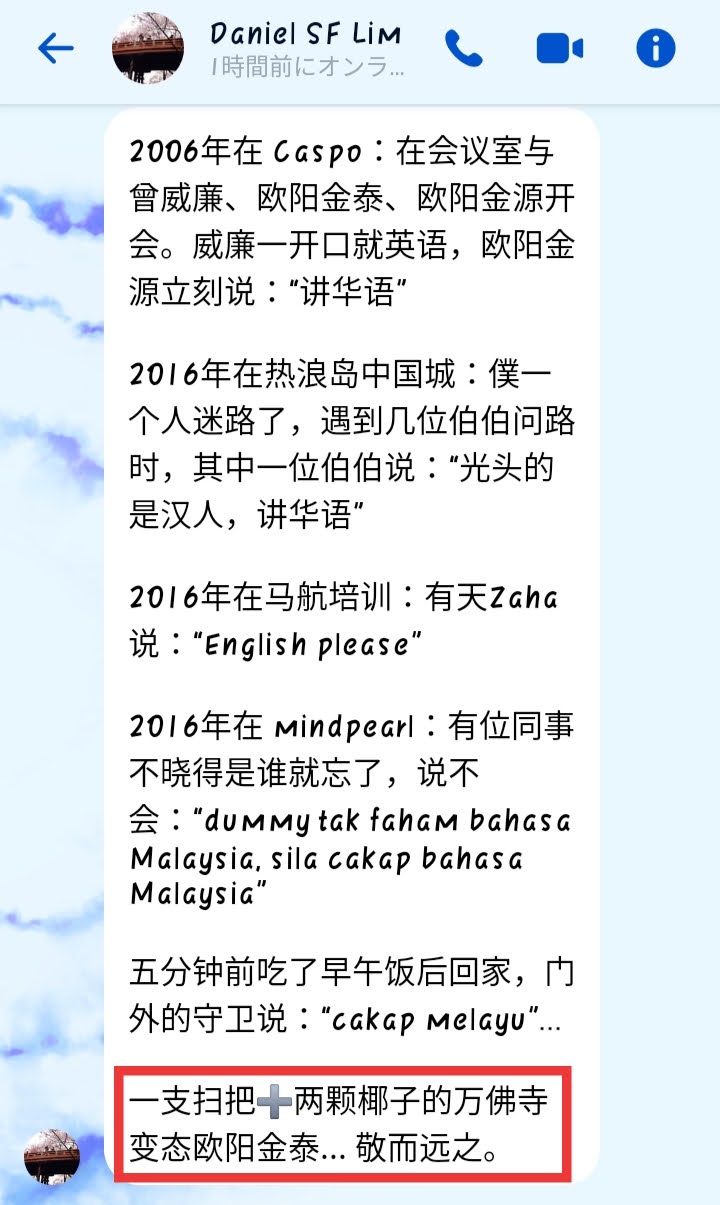 Daniel SF Lim
1時間前にオンラ...
2006年在 Caspo：在会议室与
曾威廉、欧阳金泰、欧阳金源开
会。威廉一开口就英语，欧阳金
源立刻说：“讲华语”
2016年在热浪岛中国城：僕一
个人迷路了，遇到几位伯伯问路
时，其中一位伯伯说：“光头的
是汉人，讲华语”
2016年在马航培训：有天Zaha
说：“English please”
2016年在 Mindpearl：有位同事
不晓得是谁就忘了，说不
会：“dummy tak faham bahasa
Malaysia, sila cakap bahasa
Malaysia”
五分钟前吃了早午饭后回家，门
外的守卫说：“cakap Melayu”...
一支扫把➕两颗椰子的万佛寺
变态欧阳金泰... 敬而远之。